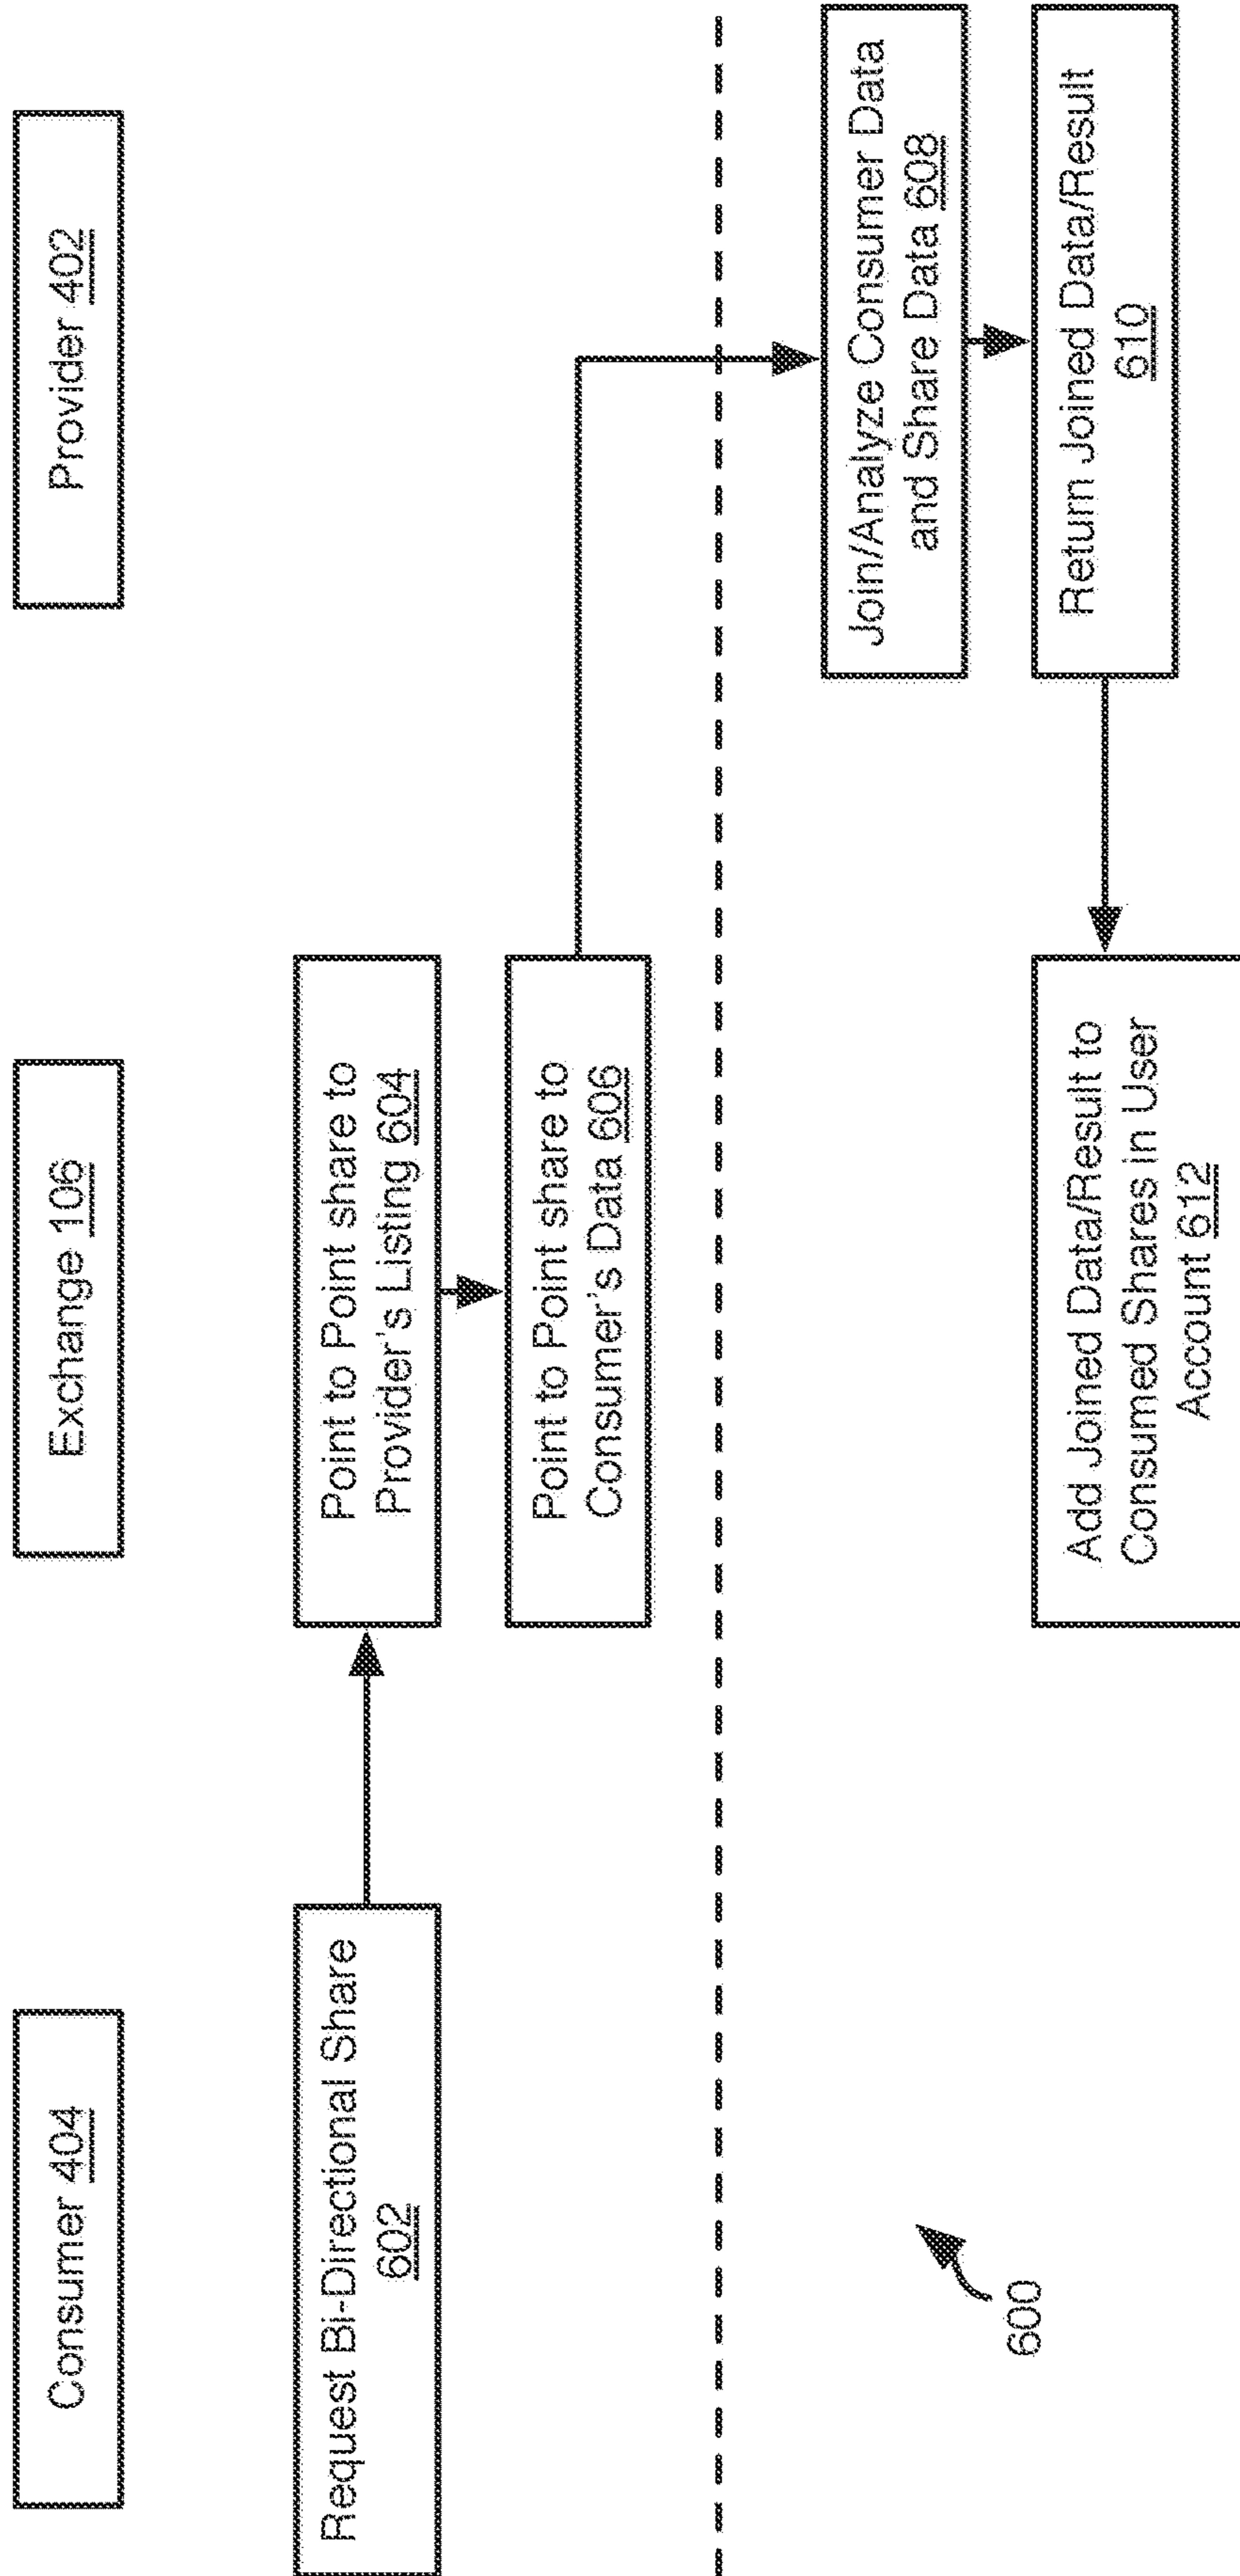 Consumer 404
Exchange 106
Provider 402
Request Bi-Directional Share
602
Point to Point share to
Provider's Listing 604
Point to Point share to
Consumer's Data 606
Join/Analyze Consumer Data
and Share Data 608
Return Joined Data/Result
610
Add Joined Data/Result to
Consumed Shares in User
Account 612
600